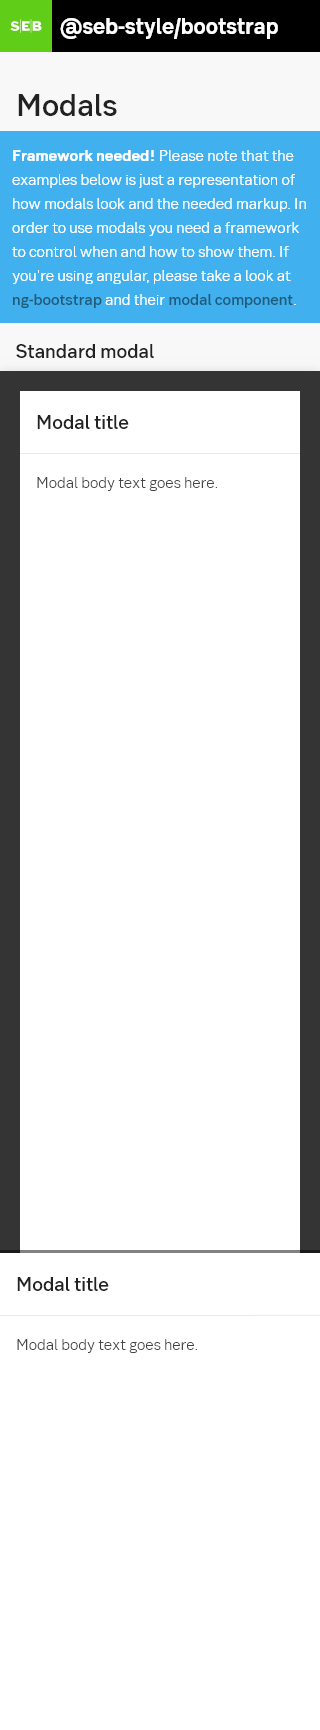 SEB @seb-style/bootstrap
Modals
Framework needed! Please note that the
examples below is just a representation of
how modals look and the needed markup. In
order to use modals you need a framework
to control when and how to show them. If
you're using angular, please take a look at
ng-bootstrap and their modal component.
Standard modal
Modal title
Modal body text goes here.
Modal title
Modal body text goes here.